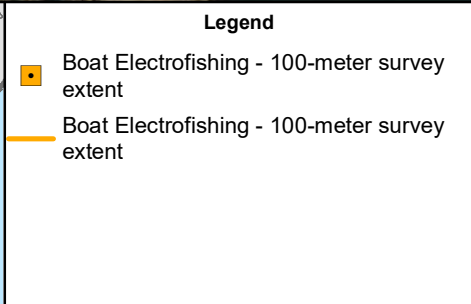 Legend
Boat Electrofishing - 100-meter survey
extent
Boat Electrofishing - 100-meter survey
extent